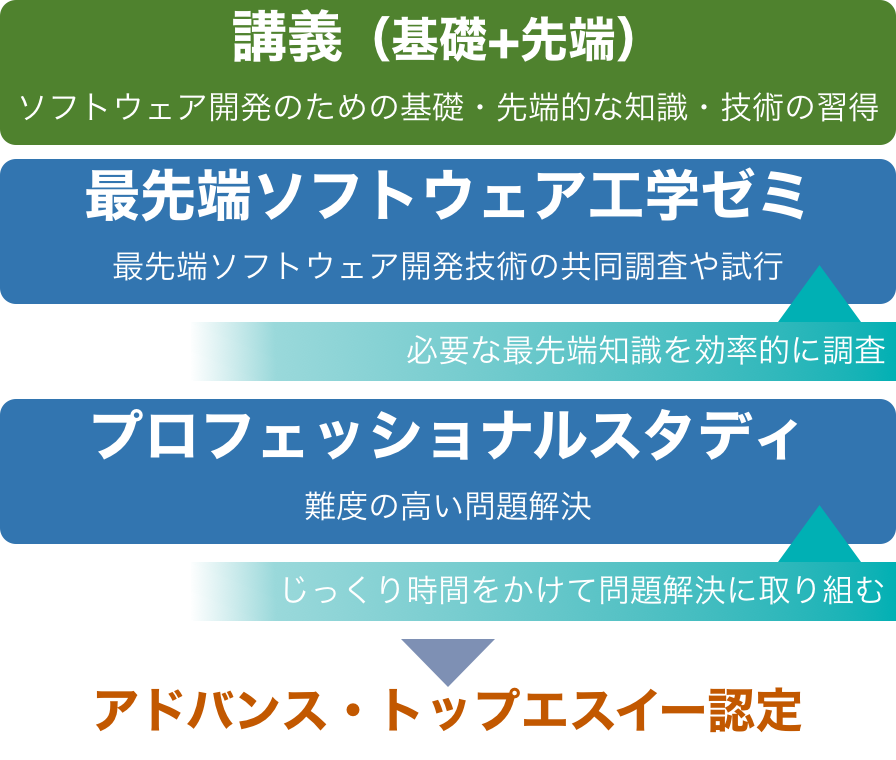 講義（基礎+先端）
ソフトウェア開発のための基礎・先端的な知識・技術の習得
最先端ソフトウェア工学ゼミ
最先端ソフトウェア開発技術の共同調査や試行
必要な最先端知識を効率的に調査
プロフェッショナルスタディ
難度の高い問題解決
じっくり時間をかけて問題解決に取り組む
アドバンス・トップエスイー認定